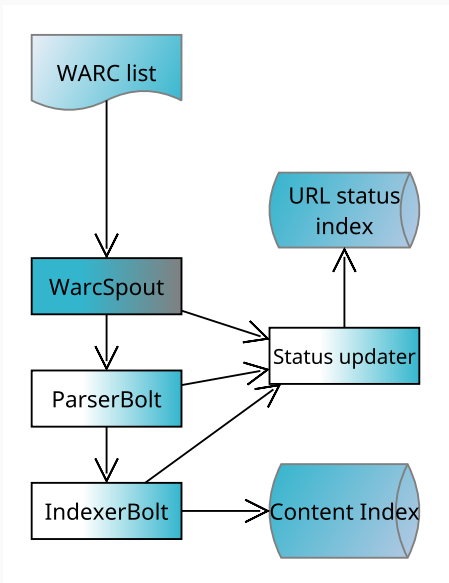 WARC list
URL status
index
WarcSpout
Status updater
ParserBolt
IndexerBolt
Content Index